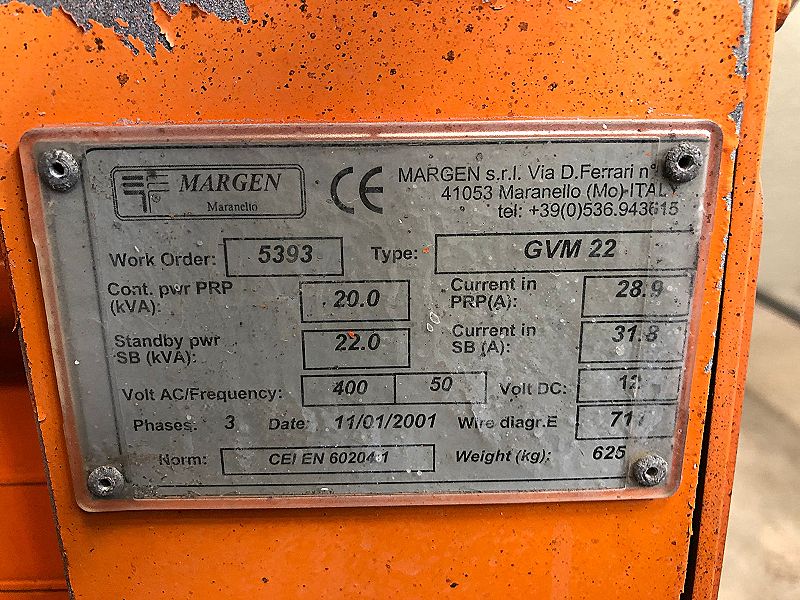 MARGEN
Maranello
CE
MARGEN s.r.l. Via D.Ferrari n°
41053 Maranello (Mo)-ITALY
tel: +39(0)536.943615
Work Order: 5393 Type: GVM 22
Cont. pwr PRP (kVA): 20.0 Current in PRP(A): 28.9
Standby pwr SB (kVA): 22.0 Current in SB (A): 31.8
Volt AC/Frequency: 400 50 Volt DC: 12
Phases: 3 Date: 11/01/2001 Wire diagr.E
Norm: CEI EN 60204-1 Weight (kg): 625